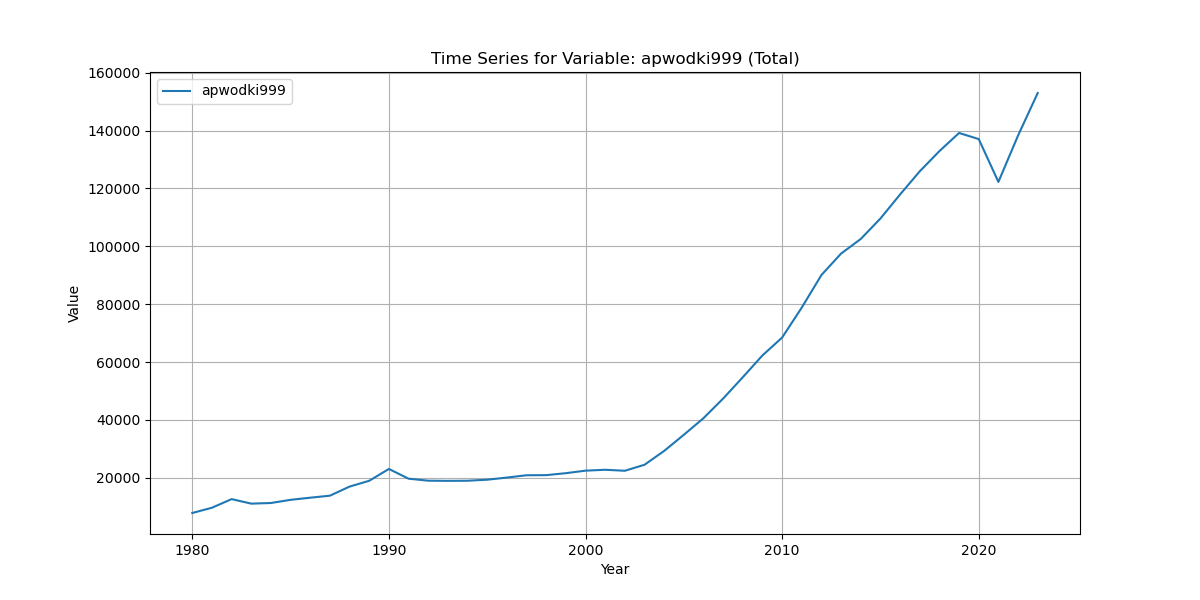 Time Series for Variable: apwodki999 (Total)
apwodki999
160000
140000
120000
100000
80000
60000
40000
20000
Value
1980 1990 2000 2010 2020
Year